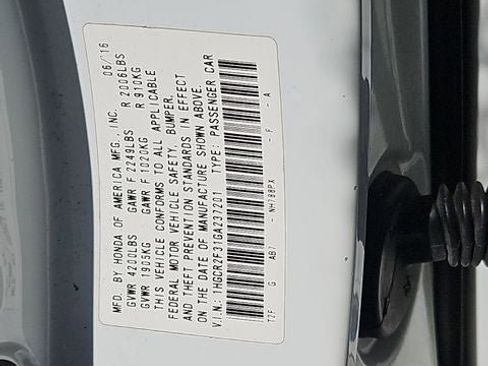 MFD. BY HONDA OF AMERICA MFG., INC. 06/16
GVWR 4200LBS GAWR F 2249LBS R 2006LBS
GVWR 1905KG GAWR F 1020KG R 910KG
THIS VEHICLE CONFORMS TO ALL APPLICABLE
FEDERAL MOTOR VEHICLE SAFETY, BUMPER,
AND THEFT PREVENTION STANDARDS IN EFFECT
ON THE DATE OF MANUFACTURE SHOWN ABOVE.
V.I.N.: 1HGCR2F31GA237201 TYPE: PASSENGER CAR
T2F G AB7 - NH788PX - F - A